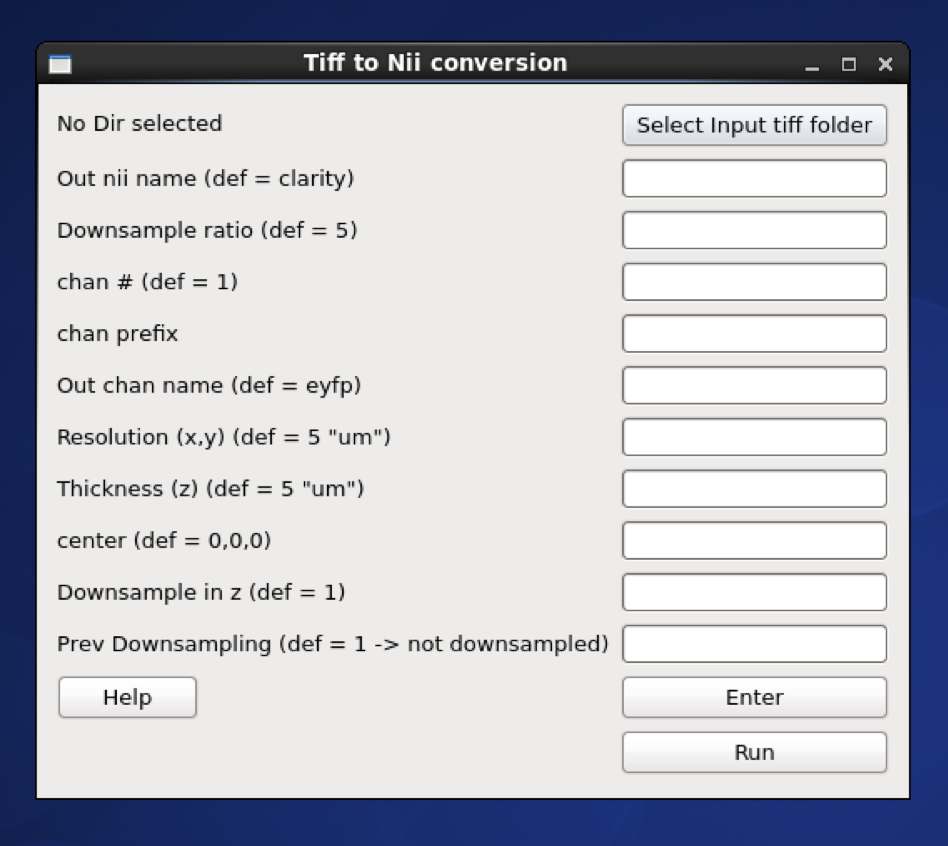 Tiff to Nii conversion
No Dir selected Select Input tiff folder
Out nii name (def = clarity)
Downsample ratio (def = 5)
chan # (def = 1)
chan prefix
Out chan name (def = eyfp)
Resolution (x,y) (def = 5 "um")
Thickness (z) (def = 5 "um")
center (def = 0,0,0)
Downsample in z (def = 1)
Prev Downsampling (def = 1 -> not downsampled)
Help Enter
Run